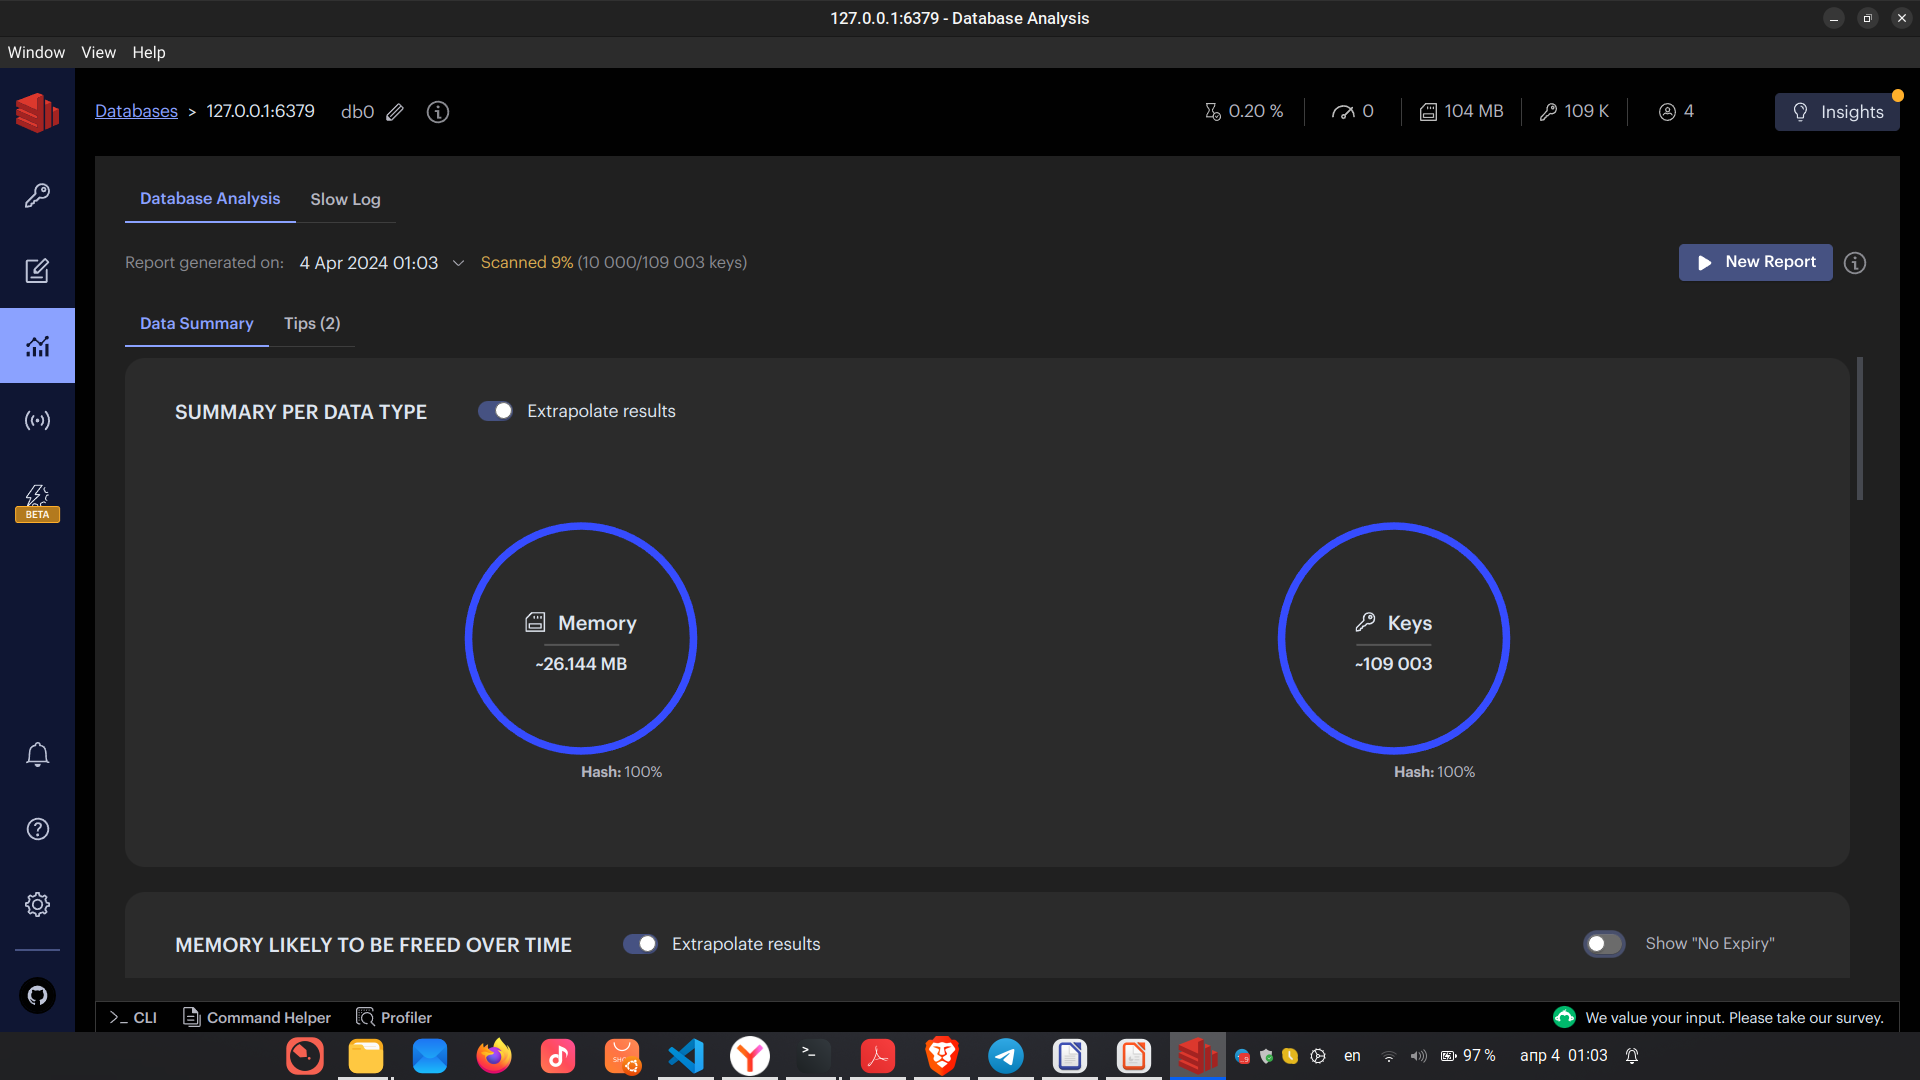 127.0.0.1:6379 - Database Analysis
Window View Help
Databases > 127.0.0.1:6379 db0 0.20 % 0 104 MB 109 K 4 Insights
Database Analysis Slow Log
Report generated on: 4 Apr 2024 01:03 Scanned 9% (10 000/109 003 keys) New Report
Data Summary Tips (2)
SUMMARY PER DATA TYPE Extrapolate results
BETA
Memory
~26.144 MB
Hash: 100%
Keys
~109 003
Hash: 100%
MEMORY LIKELY TO BE FREED OVER TIME Extrapolate results Show "No Expiry"
>_ CLI Command Helper Profiler We value your input. Please take our survey.
en 97 % апр 4 01:03